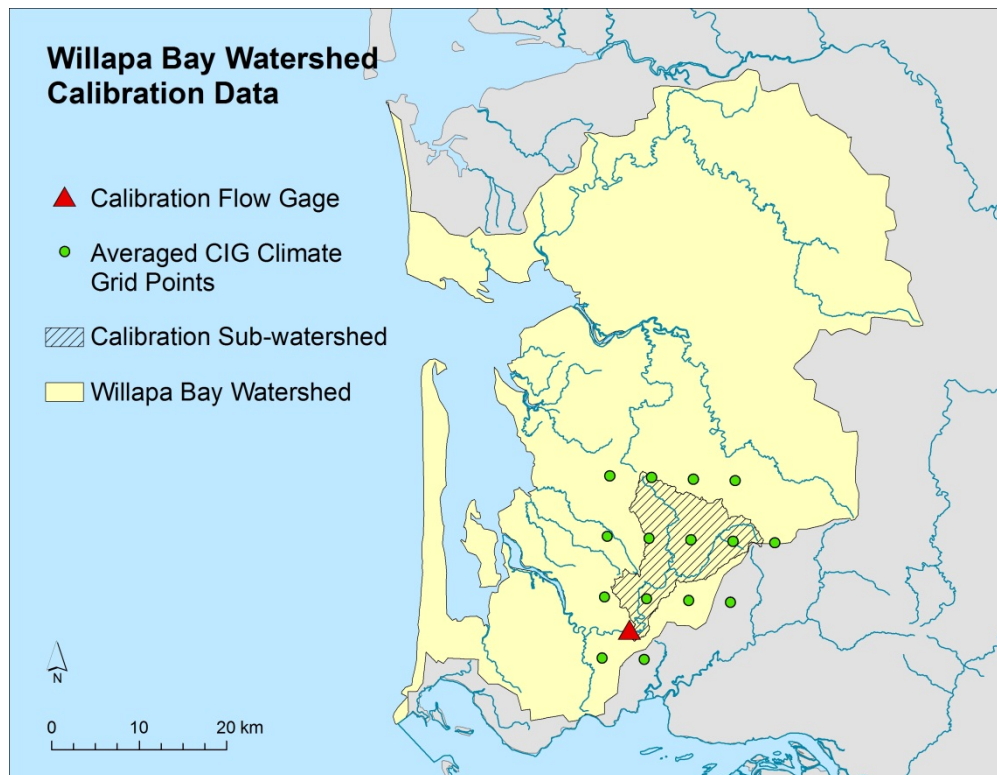 Willapa Bay Watershed
Calibration Data
Calibration Flow Gage
Averaged CIG Climate
Grid Points
Calibration Sub-watershed
Willapa Bay Watershed
N
0 10 20 km